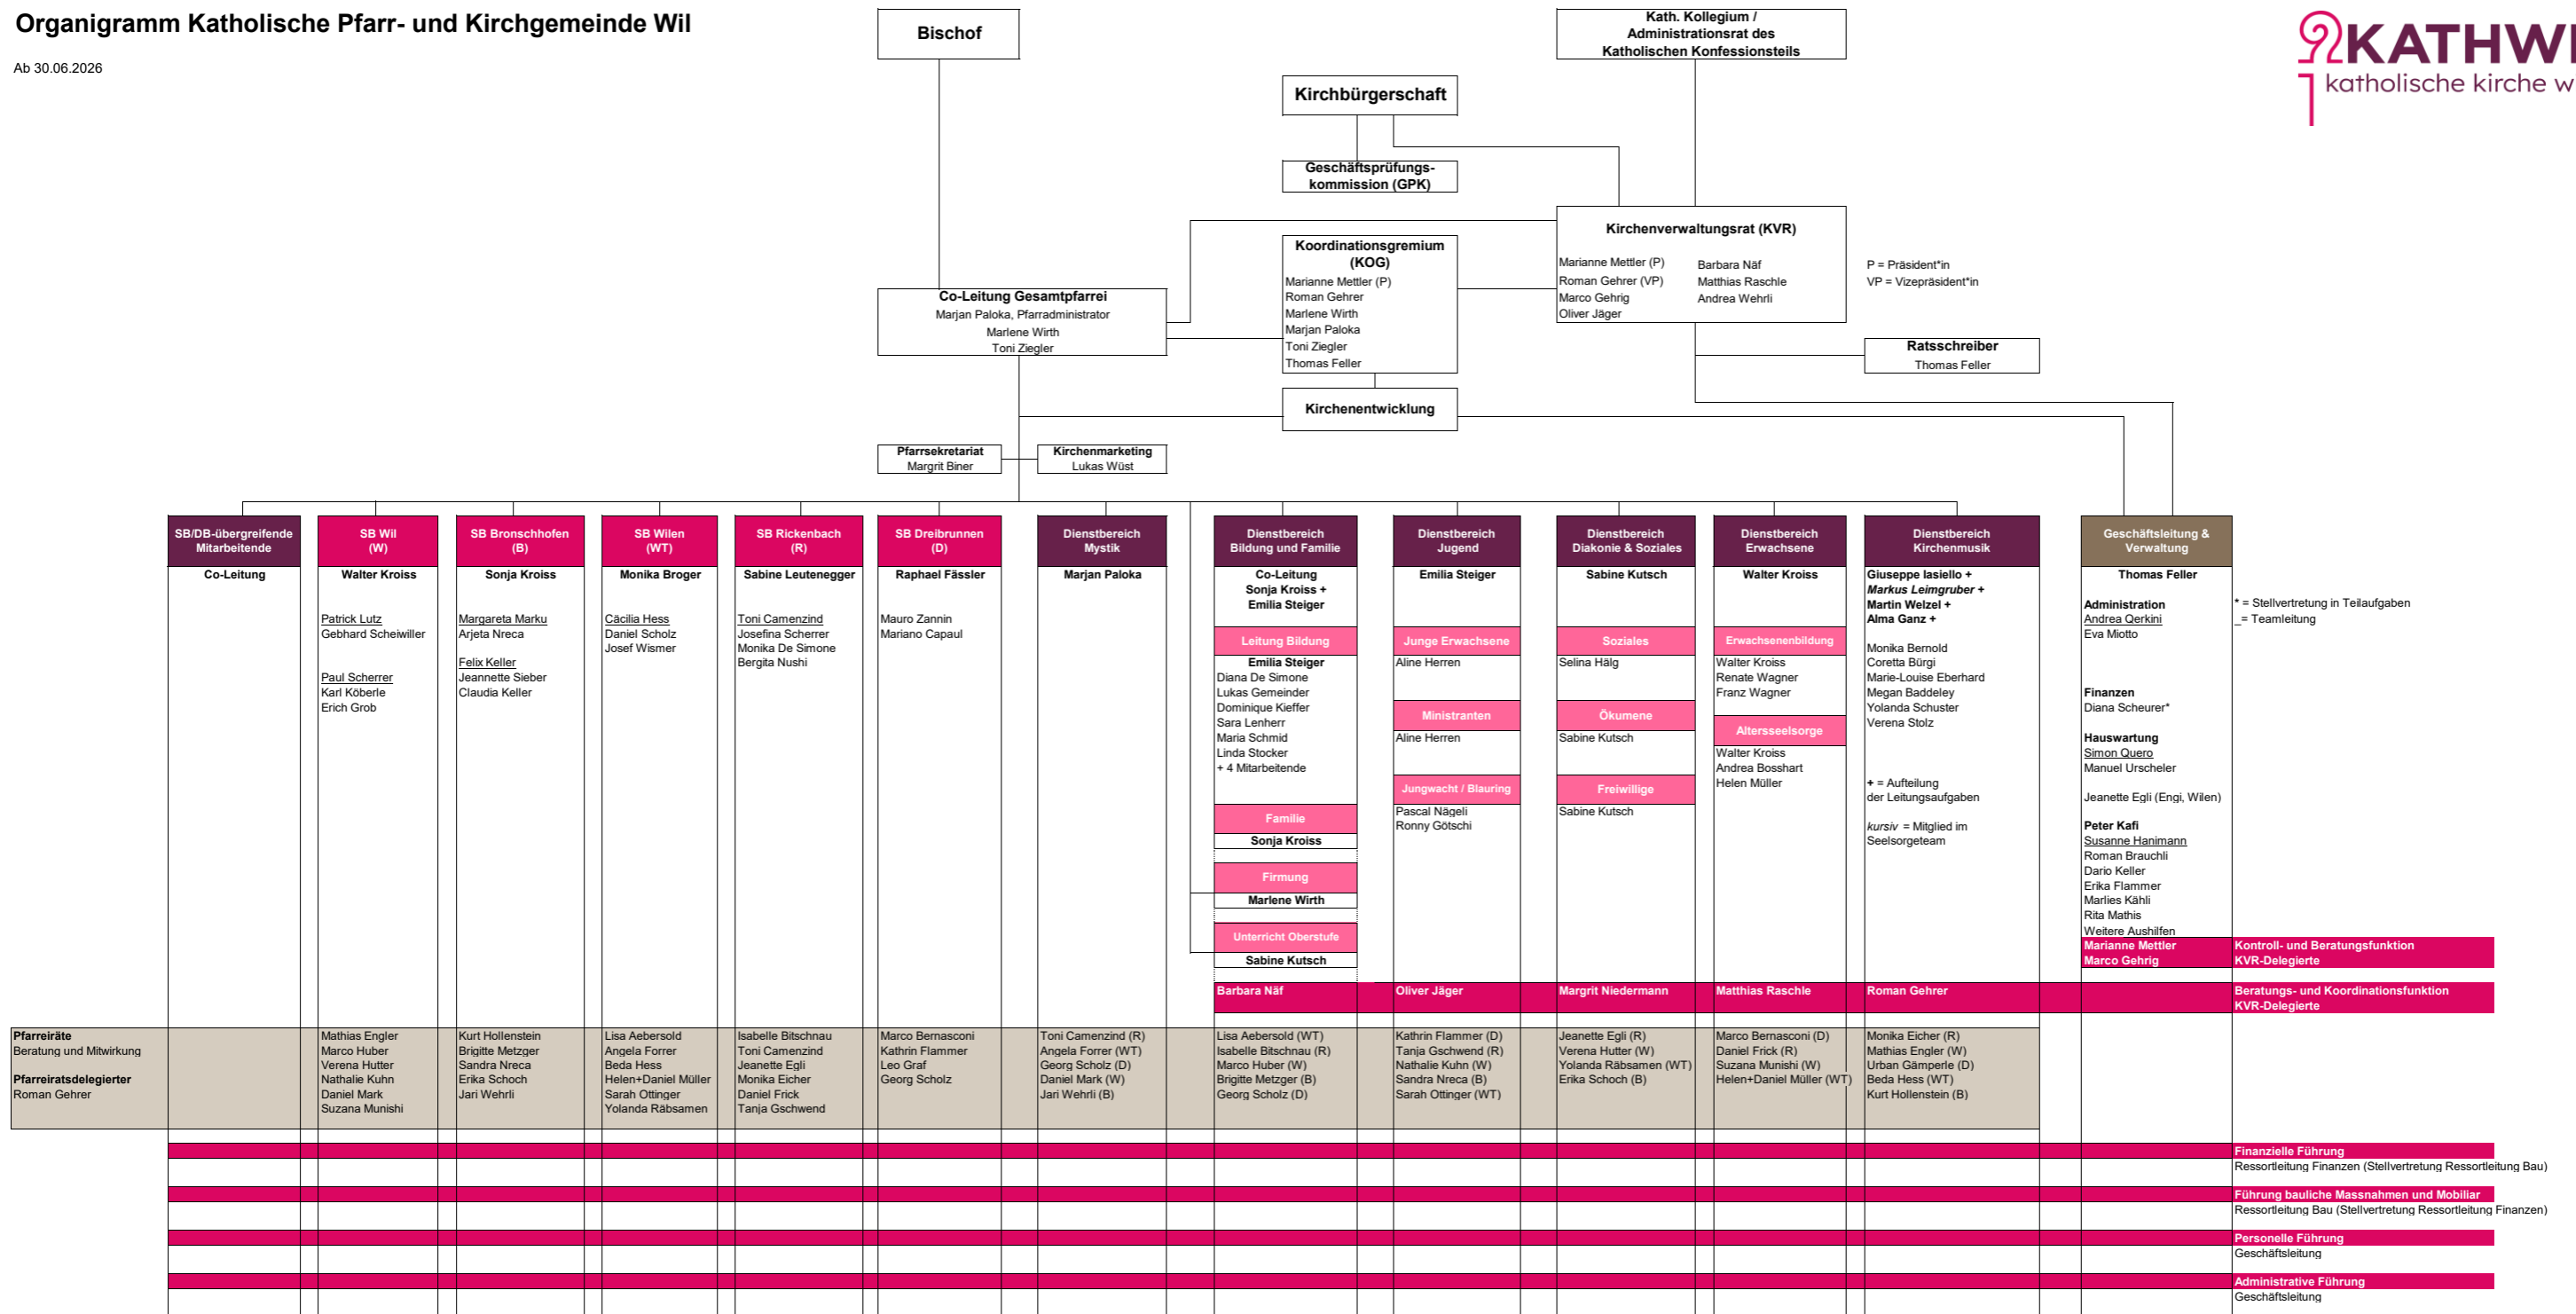 Organigramm Katholische Pfarr- und Kirchgemeinde Wil
Ab 30.06.2026
Bischof
Kath. Kollegium /
Administrationsrat des
Katholischen Konfessionsteils
KATHW
katholische kirche w
Kirchbürgerschaft
Geschäftsprüfungs-
kommission (GPK)
Kirchenverwaltungsrat (KVR)
Marianne Mettler (P)
Roman Gehrer (VP)
Marco Gehrig
Oliver Jäger
Barbara Näf
Matthias Raschle
Andrea Wehrli
P = Präsident*in
VP = Vizepräsident*in
Koordinationsgremium
(KOG)
Marianne Mettler (P)
Roman Gehrer
Marlene Wirth
Marjan Paloka
Toni Ziegler
Thomas Feller
Co-Leitung Gesamtpfarrei
Marjan Paloka, Pfarradministrator
Marlene Wirth
Toni Ziegler
Ratsschreiber
Thomas Feller
Kirchenentwicklung
Pfarrsekretariat
Margrit Biner
Kirchenmarketing
Lukas Wüst
SB/DB-übergreifende
Mitarbeitende
Co-Leitung
SB Wil
(W)
Walter Kroiss
Patrick Lutz
Gebhard Scheiwiller
Paul Scherrer
Karl Köberle
Erich Grob
SB Bronschhofen
(B)
Sonja Kroiss
Margareta Marku
Arjeta Nreca
Felix Keller
Jeannette Sieber
Claudia Keller
SB Wilen
(WT)
Monika Broger
Cäcilia Hess
Daniel Scholz
Josef Wismer
SB Rickenbach
(R)
Sabine Leutenegger
Toni Camenzind
Josefina Scherrer
Monika De Simone
Bergita Nushi
SB Dreibrunnen
(D)
Raphael Fässler
Mauro Zannin
Mariano Capaul
Dienstbereich
Mystik
Marjan Paloka
Dienstbereich
Bildung und Familie
Co-Leitung
Sonja Kroiss +
Emilia Steiger
Leitung Bildung
Emilia Steiger
Diana De Simone
Lukas Gemeinder
Dominique Kieffer
Sara Lenherr
Maria Schmid
Linda Stocker
+ 4 Mitarbeitende
Familie
Sonja Kroiss
Firmung
Marlene Wirth
Unterricht Oberstufe
Sabine Kutsch
Dienstbereich
Jugend
Emilia Steiger
Junge Erwachsene
Aline Herren
Ministranten
Aline Herren
Jungwacht / Blauring
Pascal Nägeli
Ronny Götschi
Dienstbereich
Diakonie & Soziales
Sabine Kutsch
Soziales
Selina Hälg
Ökumene
Sabine Kutsch
Freiwillige
Sabine Kutsch
Dienstbereich
Erwachsene
Walter Kroiss
Erwachsenenbildung
Walter Kroiss
Renate Wagner
Franz Wagner
Altersseelsorge
Walter Kroiss
Andrea Bosshart
Helen Müller
Dienstbereich
Kirchenmusik
Giuseppe Iasiello +
Markus Leimgruber +
Martin Welzel +
Alma Ganz +
Monika Bernold
Coretta Bürgi
Marie-Louise Eberhard
Megan Baddeley
Yolanda Schuster
Verena Stolz
+ = Aufteilung
der Leitungsaufgaben
kursiv = Mitglied im
Seelsorgeteam
Geschäftsleitung &
Verwaltung
Thomas Feller
Administration
Andrea Qerkini
Eva Miotto
Finanzen
Diana Scheurer*
Hauswartung
Simon Quero
Manuel Urscheler
Jeanette Egli (Engi, Wilen)
Peter Kafi
Susanne Hanimann
Roman Brauchli
Dario Keller
Erika Flammer
Marlies Kähli
Rita Mathis
Weitere Aushilfen
* = Stellvertretung in Teilaufgaben
_= Teamleitung
Marianne Mettler
Marco Gehrig
Kontroll- und Beratungsfunktion
KVR-Delegierte
Barbara Näf
Oliver Jäger
Margrit Niedermann
Matthias Raschle
Roman Gehrer
Beratungs- und Koordinationsfunktion
KVR-Delegierte
Pfarreiräte
Beratung und Mitwirkung
Pfarreiratsdelegierter
Roman Gehrer
Mathias Engler
Marco Huber
Verena Hutter
Nathalie Kuhn
Daniel Mark
Suzana Munishi
Kurt Hollenstein
Brigitte Metzger
Sandra Nreca
Erika Schoch
Jari Wehrli
Lisa Aebersold
Angela Forrer
Beda Hess
Helen+Daniel Müller
Sarah Ottinger
Yolanda Räbsamen
Isabelle Bitschnau
Toni Camenzind
Jeanette Egli
Monika Eicher
Daniel Frick
Tanja Gschwend
Marco Bernasconi
Kathrin Flammer
Leo Graf
Georg Scholz
Toni Camenzind (R)
Angela Forrer (WT)
Georg Scholz (D)
Daniel Mark (W)
Jari Wehrli (B)
Lisa Aebersold (WT)
Isabelle Bitschnau (R)
Marco Huber (W)
Brigitte Metzger (B)
Georg Scholz (D)
Kathrin Flammer (D)
Tanja Gschwend (R)
Nathalie Kuhn (W)
Sandra Nreca (B)
Sarah Ottinger (WT)
Jeanette Egli (R)
Verena Hutter (W)
Yolanda Räbsamen (WT)
Erika Schoch (B)
Marco Bernasconi (D)
Daniel Frick (R)
Suzana Munishi (W)
Helen+Daniel Müller (WT)
Monika Eicher (R)
Mathias Engler (W)
Urban Gämperle (D)
Beda Hess (WT)
Kurt Hollenstein (B)
Finanzielle Führung
Ressortleitung Finanzen (Stellvertretung Ressortleitung Bau)
Führung bauliche Massnahmen und Mobiliar
Ressortleitung Bau (Stellvertretung Ressortleitung Finanzen)
Personelle Führung
Geschäftsleitung
Administrative Führung
Geschäftsleitung